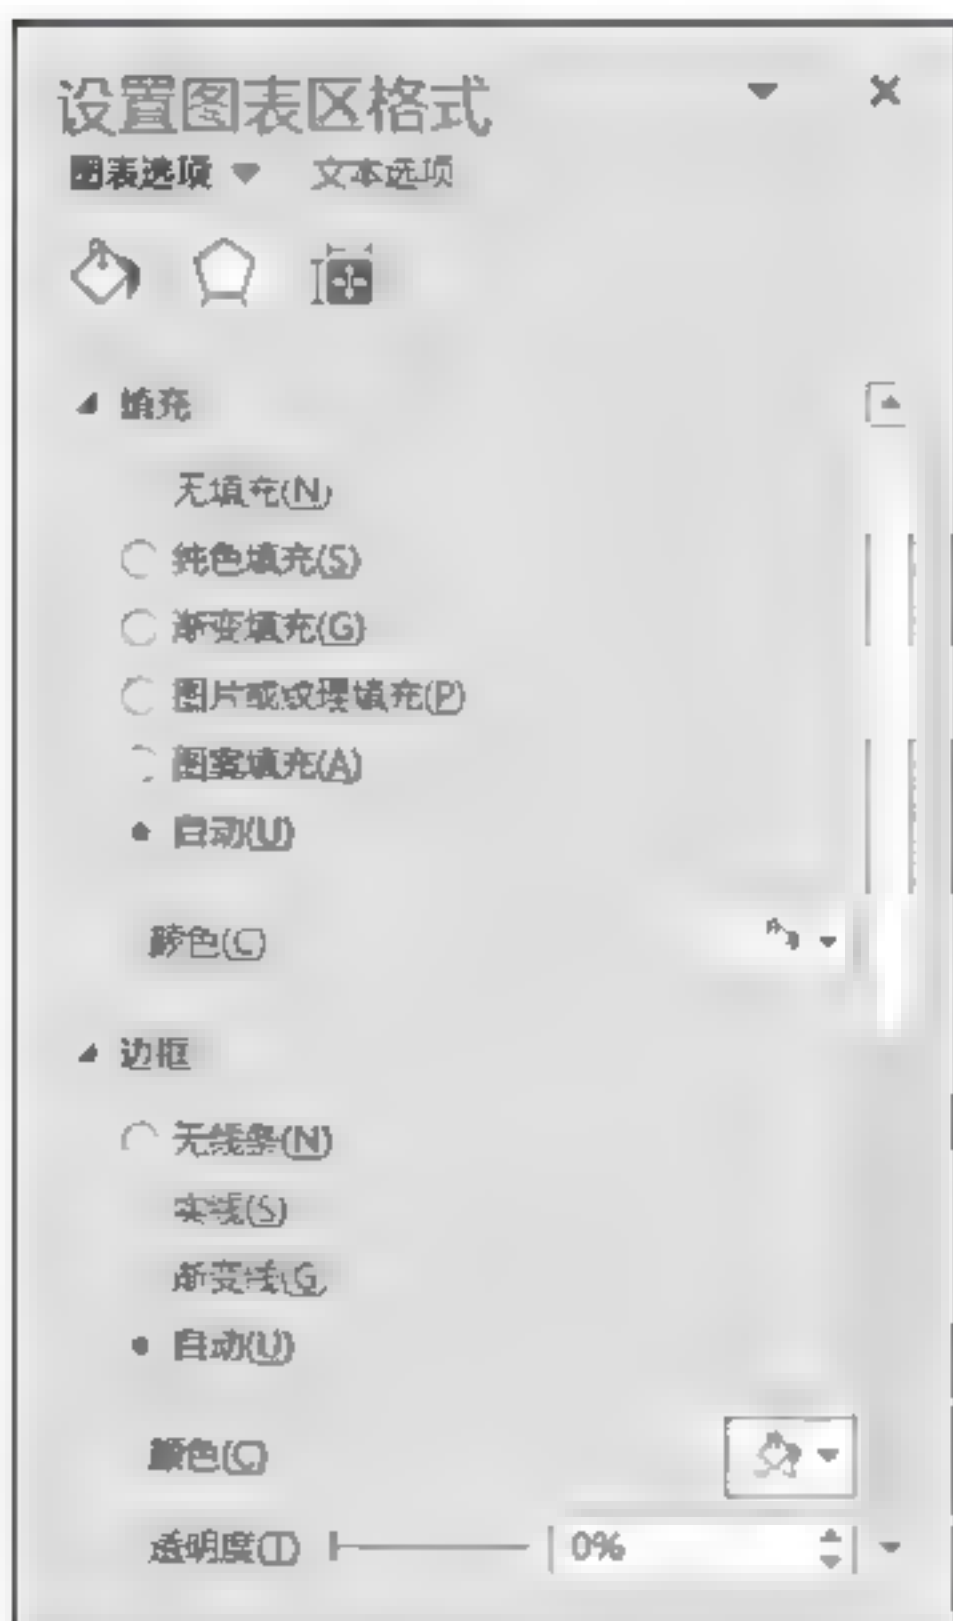 设置图表区格式
图表选项 文本选项
填充
无填充(N)
纯色填充(S)
渐变填充(G)
图片或纹理填充(P)
图案填充(A)
自动(U)
颜色(C)
边框
无线条(N)
实线(S)
渐变线(G)
自动(U)
颜色(C)
透明度(T) 0%